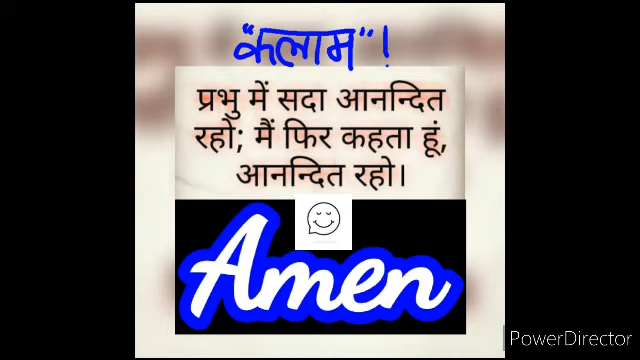 "कलाम"!
प्रभु में सदा आनन्दित
रहो; मैं फिर कहता हूं,
आनन्दित रहो।
Amen
PowerDirector